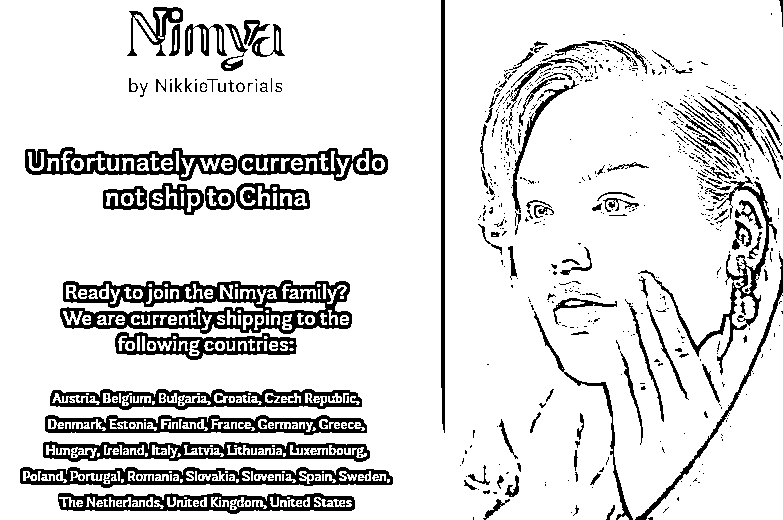 Nimya
by NikkieTutorials
Unfortunately we currently do
not ship to China
Ready to join the Nimya family?
We are currently shipping to the
following countries:
Austria, Belgium, Bulgaria, Croatia, Czech Republic,
Denmark, Estonia, Finland, France, Germany, Greece,
Hungary, Ireland, Italy, Latvia, Lithuania, Luxembourg,
Poland, Portugal, Romania, Slovakia, Slovenia, Spain, Sweden,
The Netherlands, United Kingdom, United States